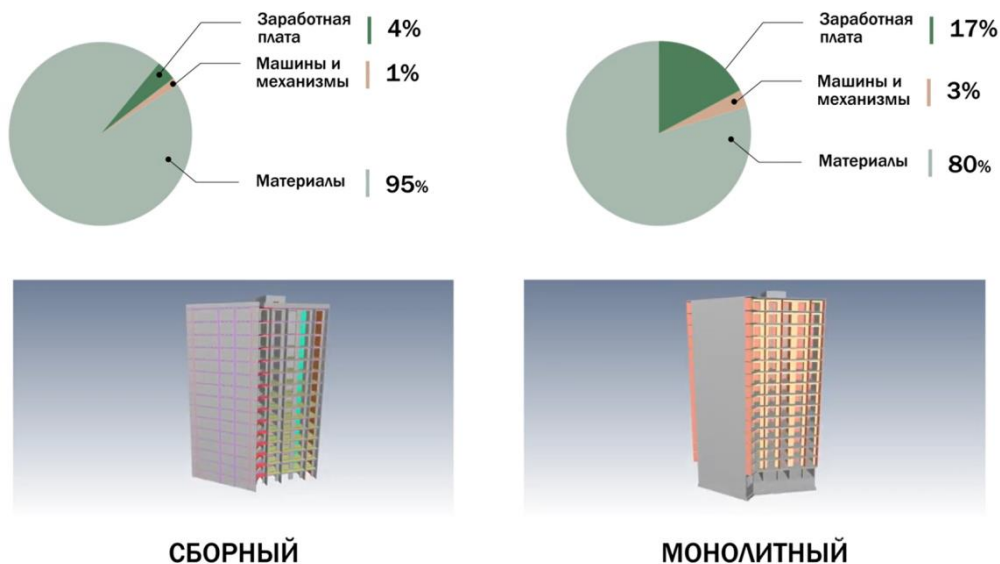 Заработная
плата
4%
Машины и
механизмы
1%
Материалы
95%
Заработная
плата
17%
Машины и
механизмы
3%
Материалы
80%
СБОРНЫЙ
МОНОЛИТНЫЙ